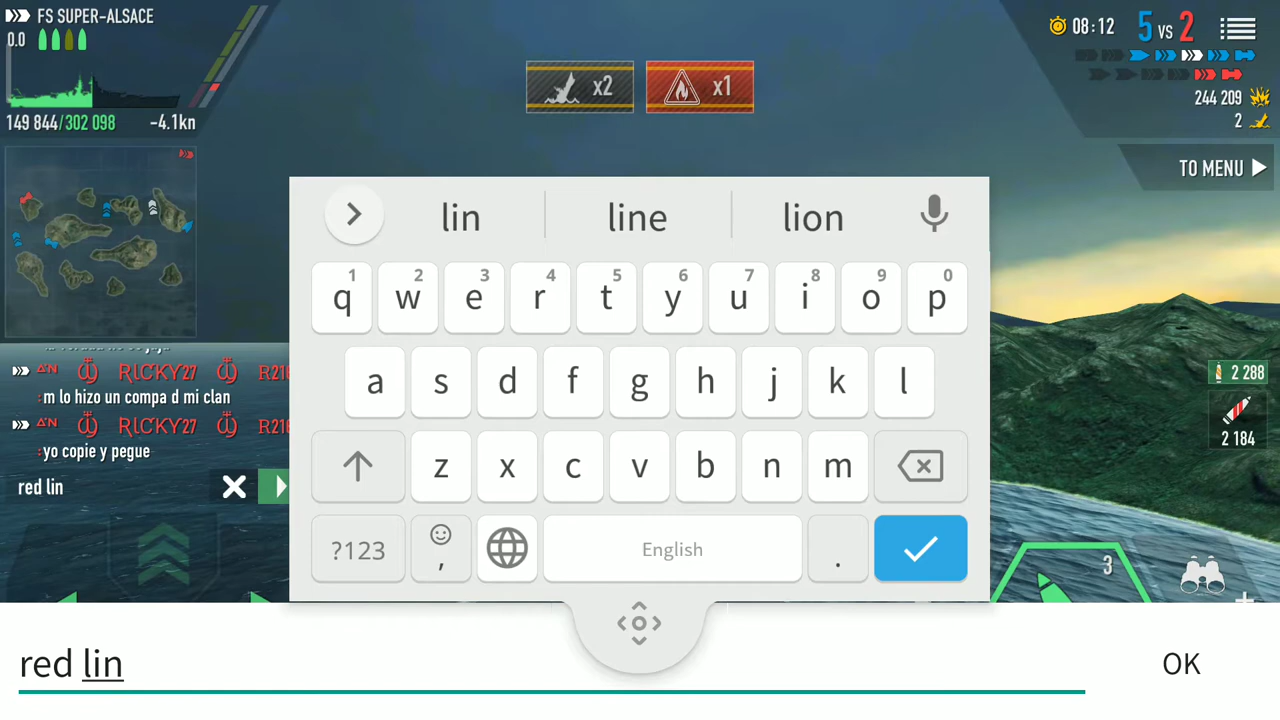 FS SUPER-ALSACE
0.0
149 844/302 098 -4.1kn
x2
x1
08:12 5 vs 2
244 209
2
TO MENU
RICKY27 R216
:m lo hizo un compa d mi clan
RICKY27 R216
:yo copie y pegue
red lin
lin line lion
1 2 3 4 5 6 7 8 9 0
q w e r t y u i o p
a s d f g h j k l
z x c v b n m
?123 , English .
2 288
2 184
3
red lin
OK